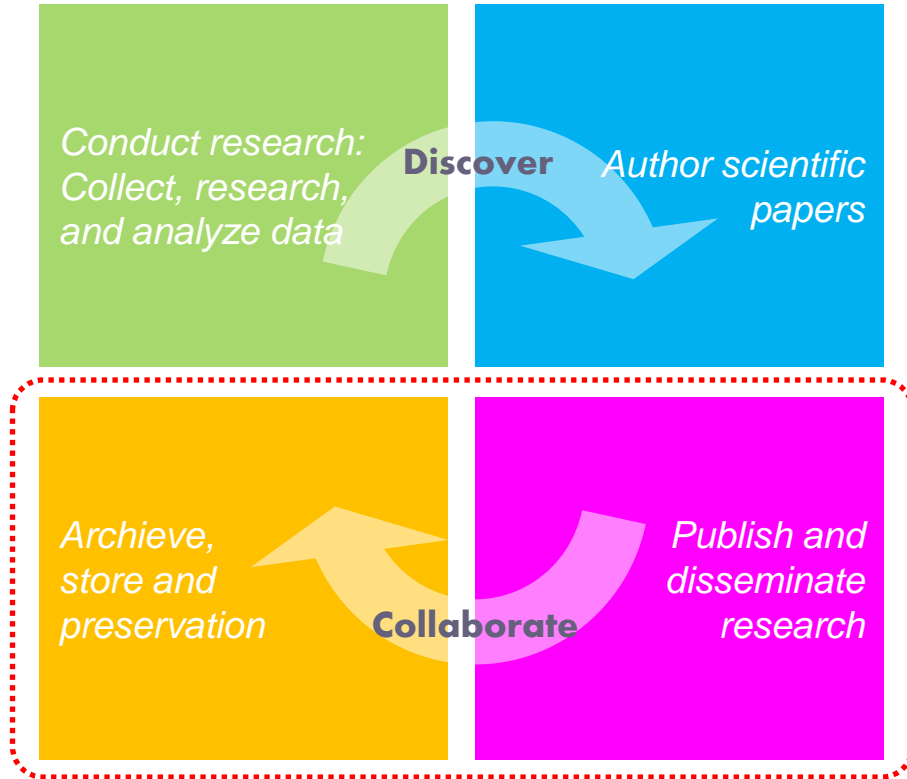 Conduct research:
Collect, research,
and analyze data
Discover
Author scientific
papers
Archieve,
store and
preservation
Collaborate
Publish and
disseminate
research